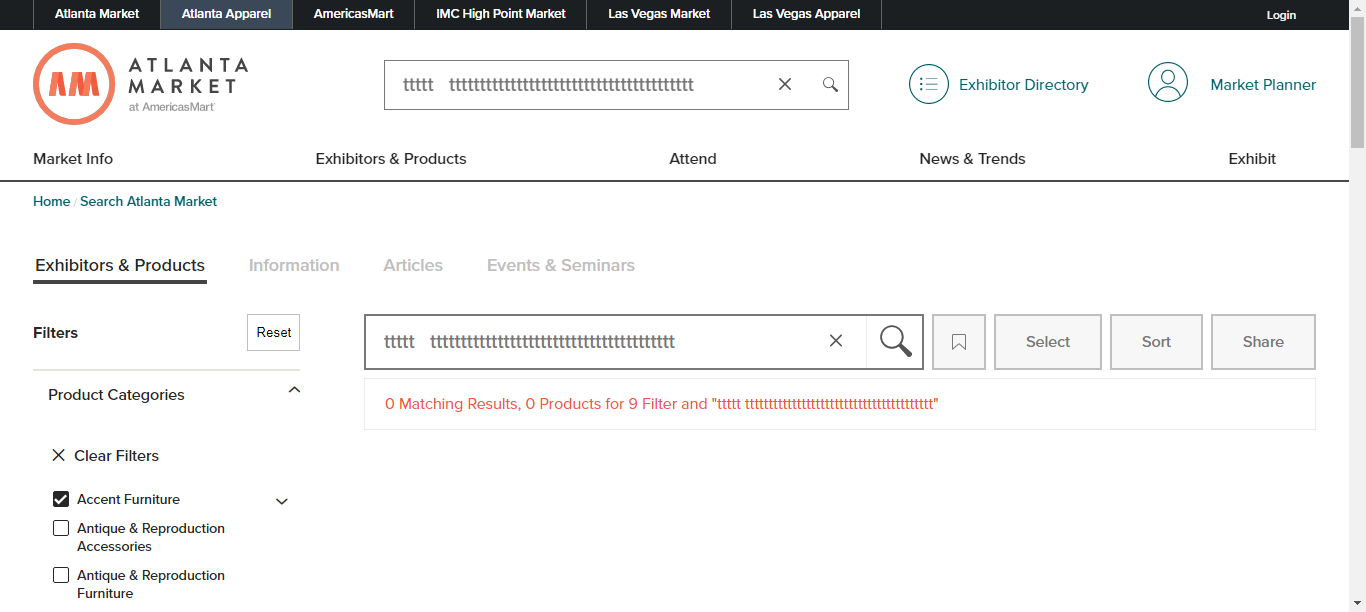 Atlanta Market Atlanta Apparel AmericasMart IMC High Point Market Las Vegas Market Las Vegas Apparel Login
AM ATLANTA MARKET at AmericasMart
ttttt tttttttttttttttttttttttttttttttttttttttt
Exhibitor Directory
Market Planner
Market Info Exhibitors & Products Attend News & Trends Exhibit
Home / Search Atlanta Market
Exhibitors & Products Information Articles Events & Seminars
Filters Reset
ttttt tttttttttttttttttttttttttttttttttttttttt
Select Sort Share
Product Categories
0 Matching Results, 0 Products for 9 Filter and "ttttt tttttttttttttttttttttttttttttttttttttttt"
Clear Filters
Accent Furniture
Antique & Reproduction
Accessories
Antique & Reproduction
Furniture